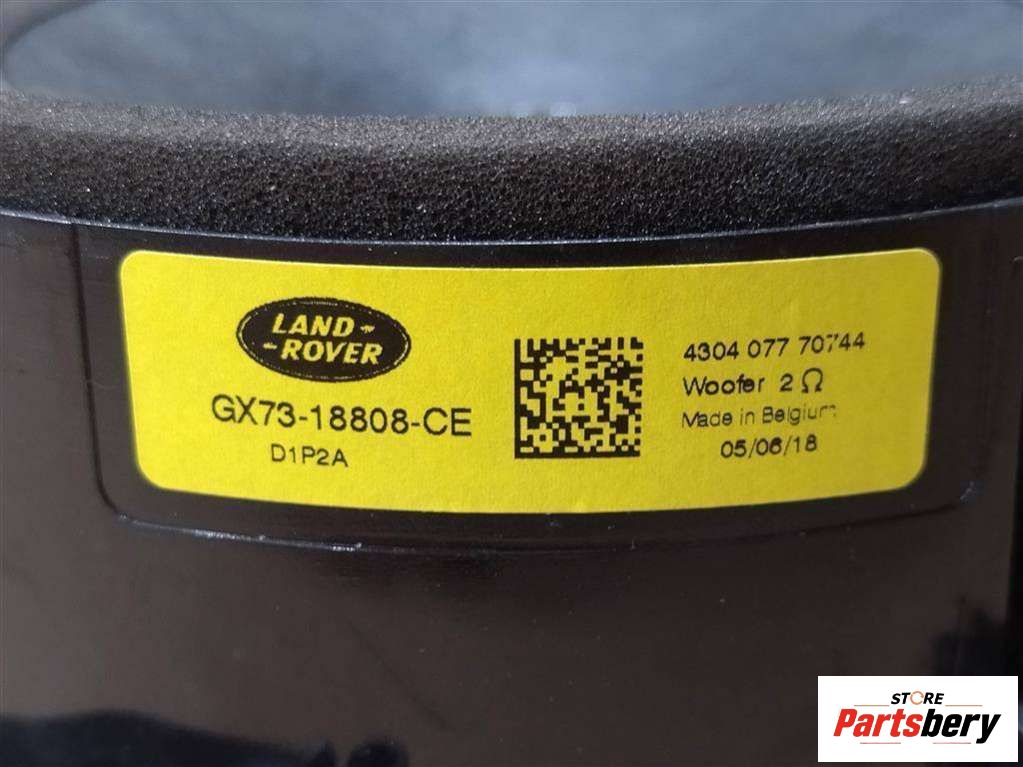 LAND-
-ROVER
GX73-18808-CE
D1P2A
4304 077 70744
Woofer 2 Ω
Made in Belgium
05/06/18
STORE
Partsbery